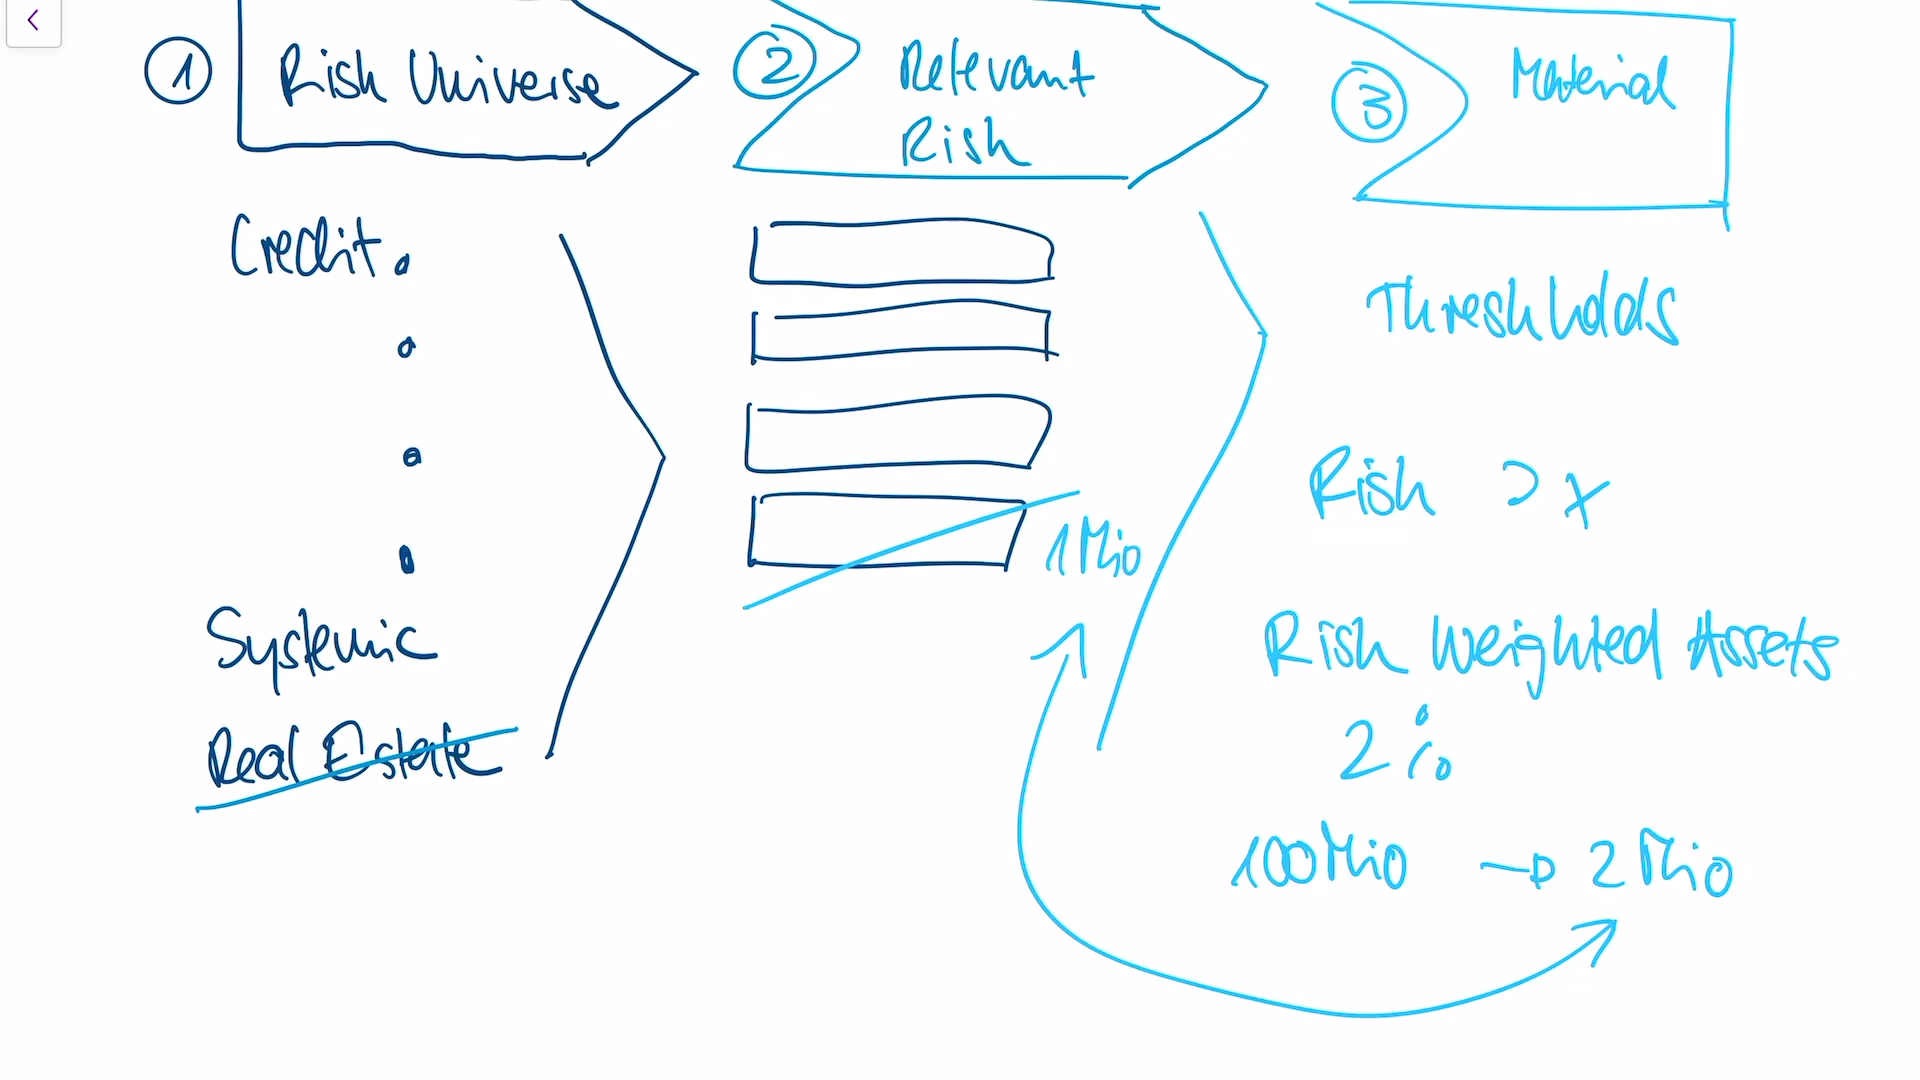 1 Risk Universe
2 Relevant
Risk
3 Material
Credit
Systemic
Real Estate
1 Mio
Thresholds
Risk > x
Risk Weighted Assets
2 %
100 Mio → 2 Mio